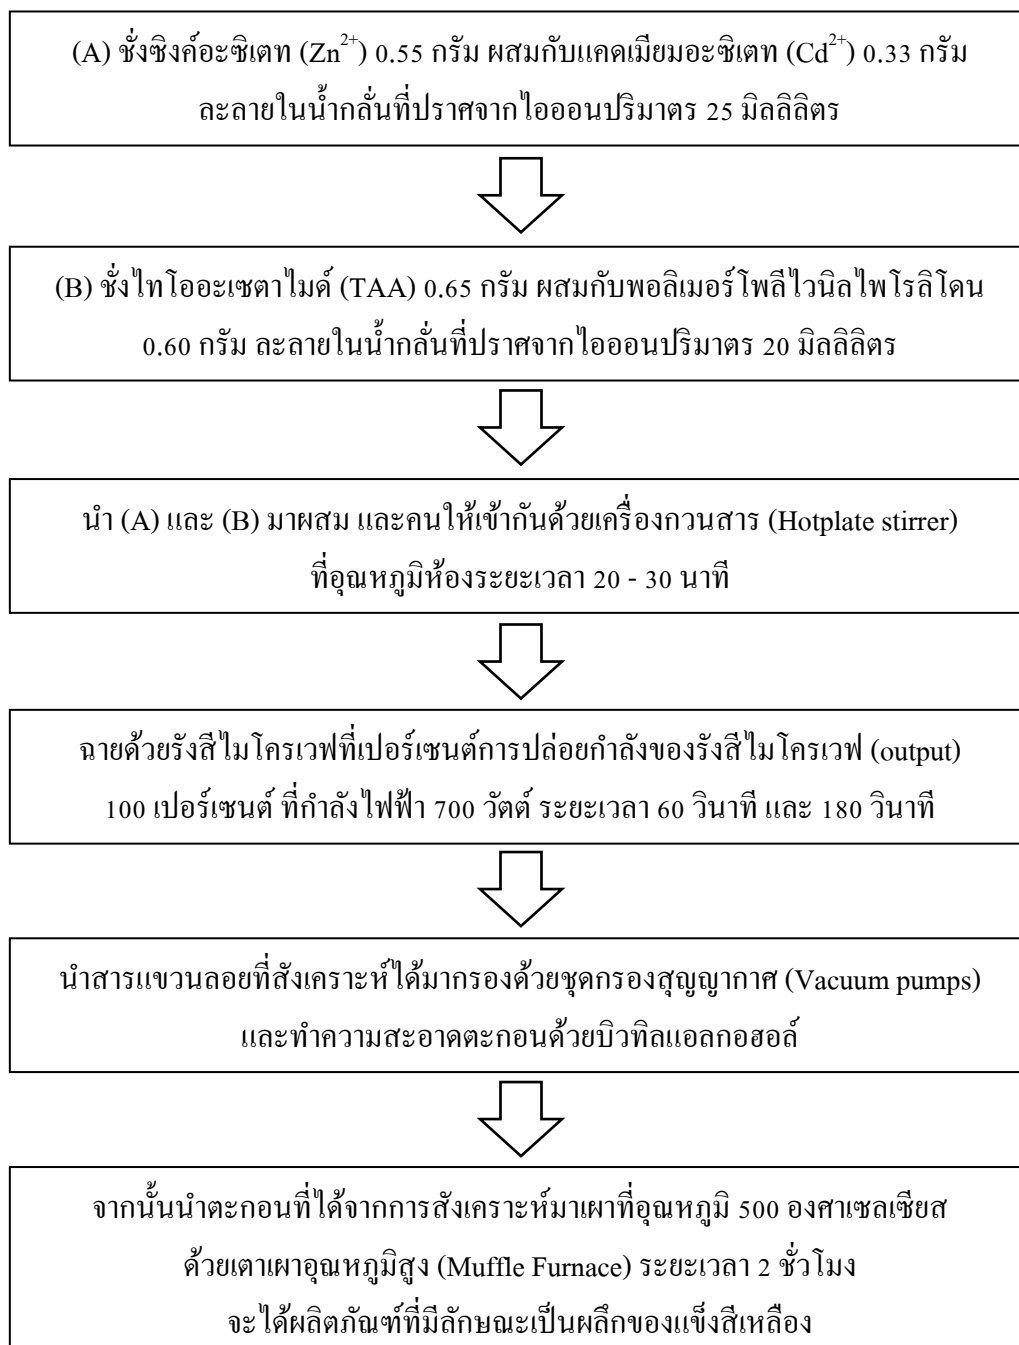 (A) ชั่งซิงค์อะซิเตท (Zn²⁺) 0.55 กรัม ผสมกับแคดเมียมอะซิเตท (Cd²⁺) 0.33 กรัม
ละลายในน้ำกลั่นที่ปราศจากไอออนปริมาตร 25 มิลลิลิตร
(B) ชั่งไทโออะเซตาไมด์ (TAA) 0.65 กรัม ผสมกับพอลิเมอร์โพลีไวนิลไพโรลิโดน
0.60 กรัม ละลายในน้ำกลั่นที่ปราศจากไอออนปริมาตร 20 มิลลิลิตร
นำ (A) และ (B) มาผสม และคนให้เข้ากันด้วยเครื่องกวนสาร (Hotplate stirrer)
ที่อุณหภูมิห้องระยะเวลา 20 - 30 นาที
ฉายด้วยรังสีไมโครเวฟที่เปอร์เซนต์การปล่อยกำลังของรังสีไมโครเวฟ (output)
100 เปอร์เซนต์ ที่กำลังไฟฟ้า 700 วัตต์ ระยะเวลา 60 วินาที และ 180 วินาที
นำสารแขวนลอยที่สังเคราะห์ได้มากรองด้วยชุดกรองสุญญากาศ (Vacuum pumps)
และทำความสะอาดตะกอนด้วยบิวทิลแอลกอฮอล์
จากนั้นนำตะกอนที่ได้จากการสังเคราะห์มาเผาที่อุณหภูมิ 500 องศาเซลเซียส
ด้วยเตาเผาอุณหภูมิสูง (Muffle Furnace) ระยะเวลา 2 ชั่วโมง
จะได้ผลิตภัณฑ์ที่มีลักษณะเป็นผลึกของแข็งสีเหลือง